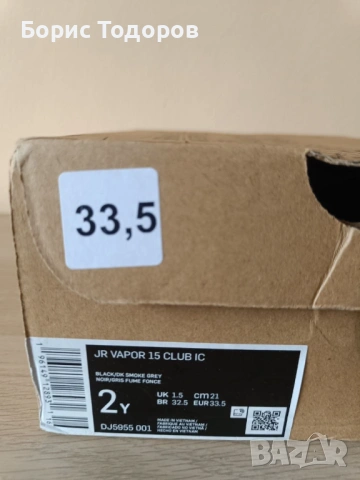 Борис Тодоров
33,5
JR VAPOR 15 CLUB IC
BLACK/DK SMOKE GREY
NOIR/GRIS FUME FONCE
2Y
UK 1.5 cm 21
BR 32.5 EUR 33.5
DJ5955 001
MADE IN VIETNAM /
FABRIQUE AU VIETNAM /
HECHO EN VIETNAM
bazar